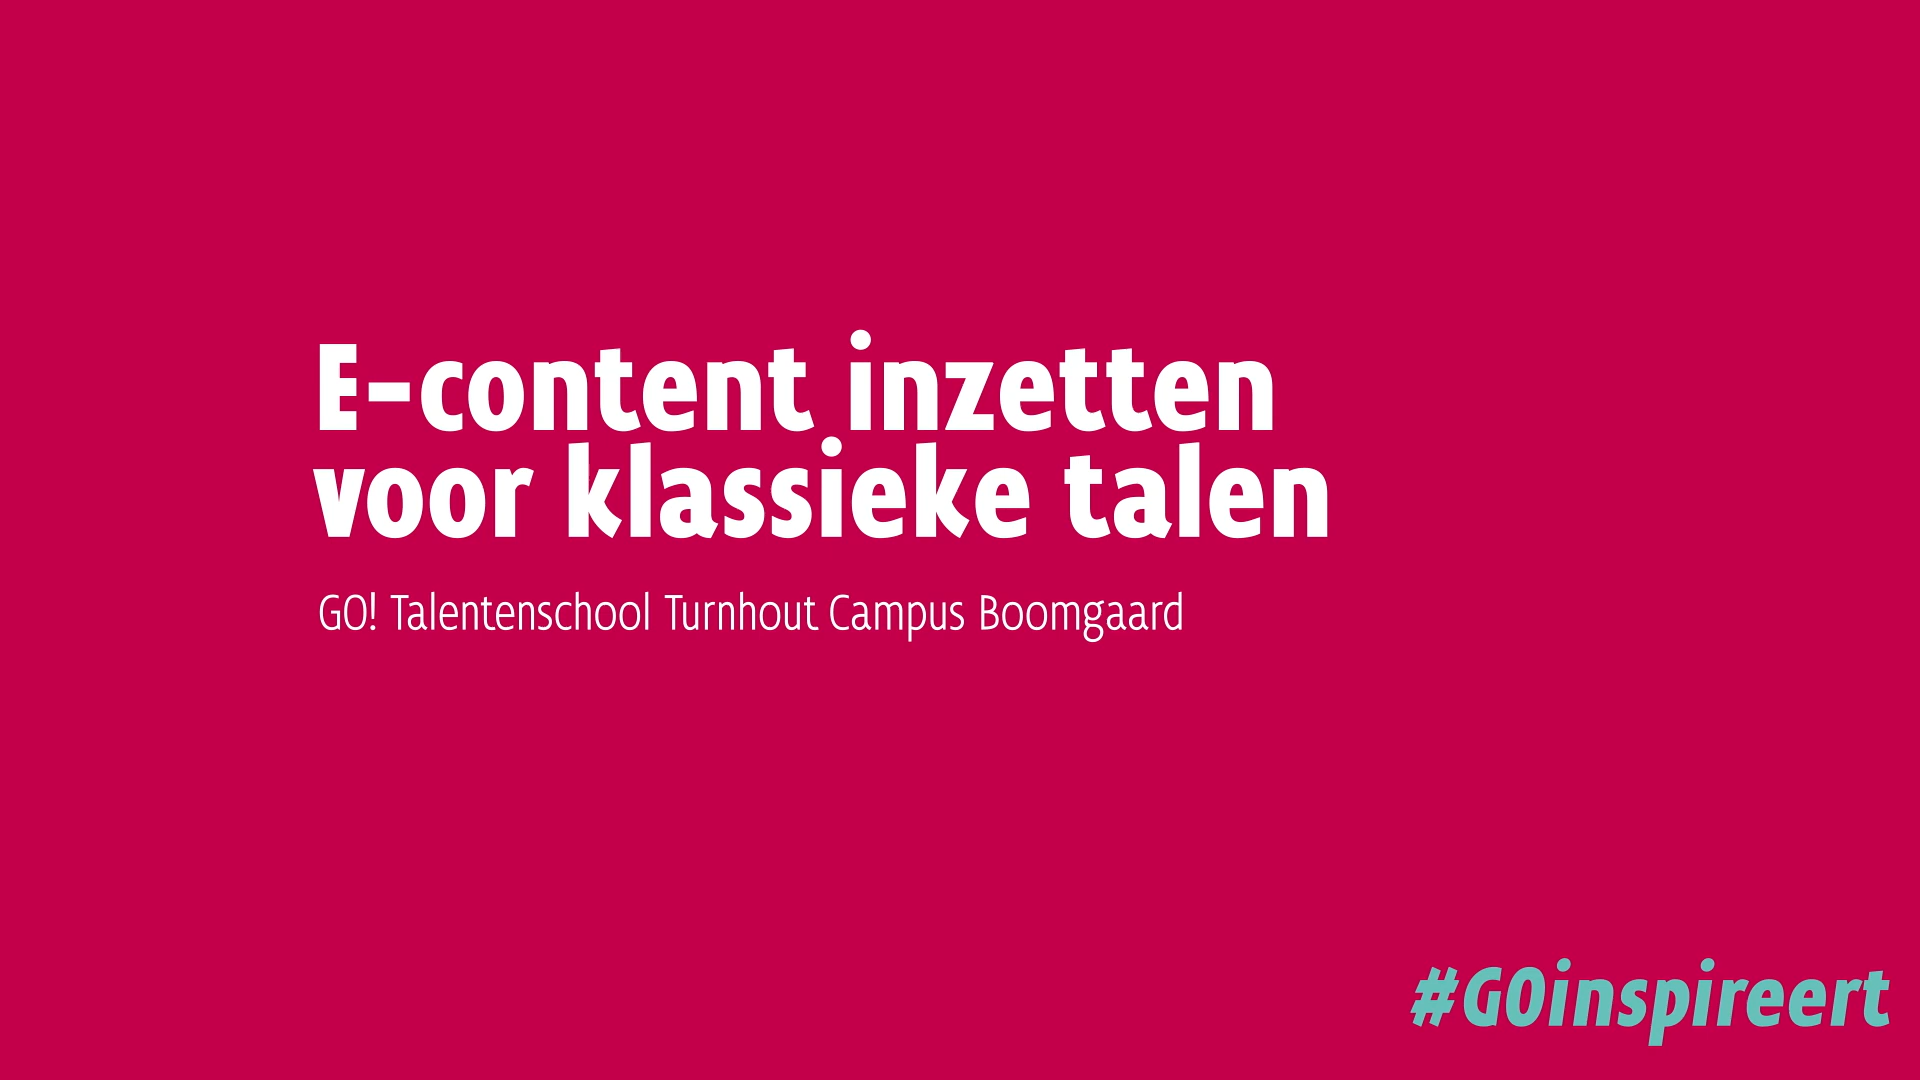 E-content inzetten
voor klassieke talen
GO! Talentenschool Turnhout Campus Boomgaard
#GOinspireert